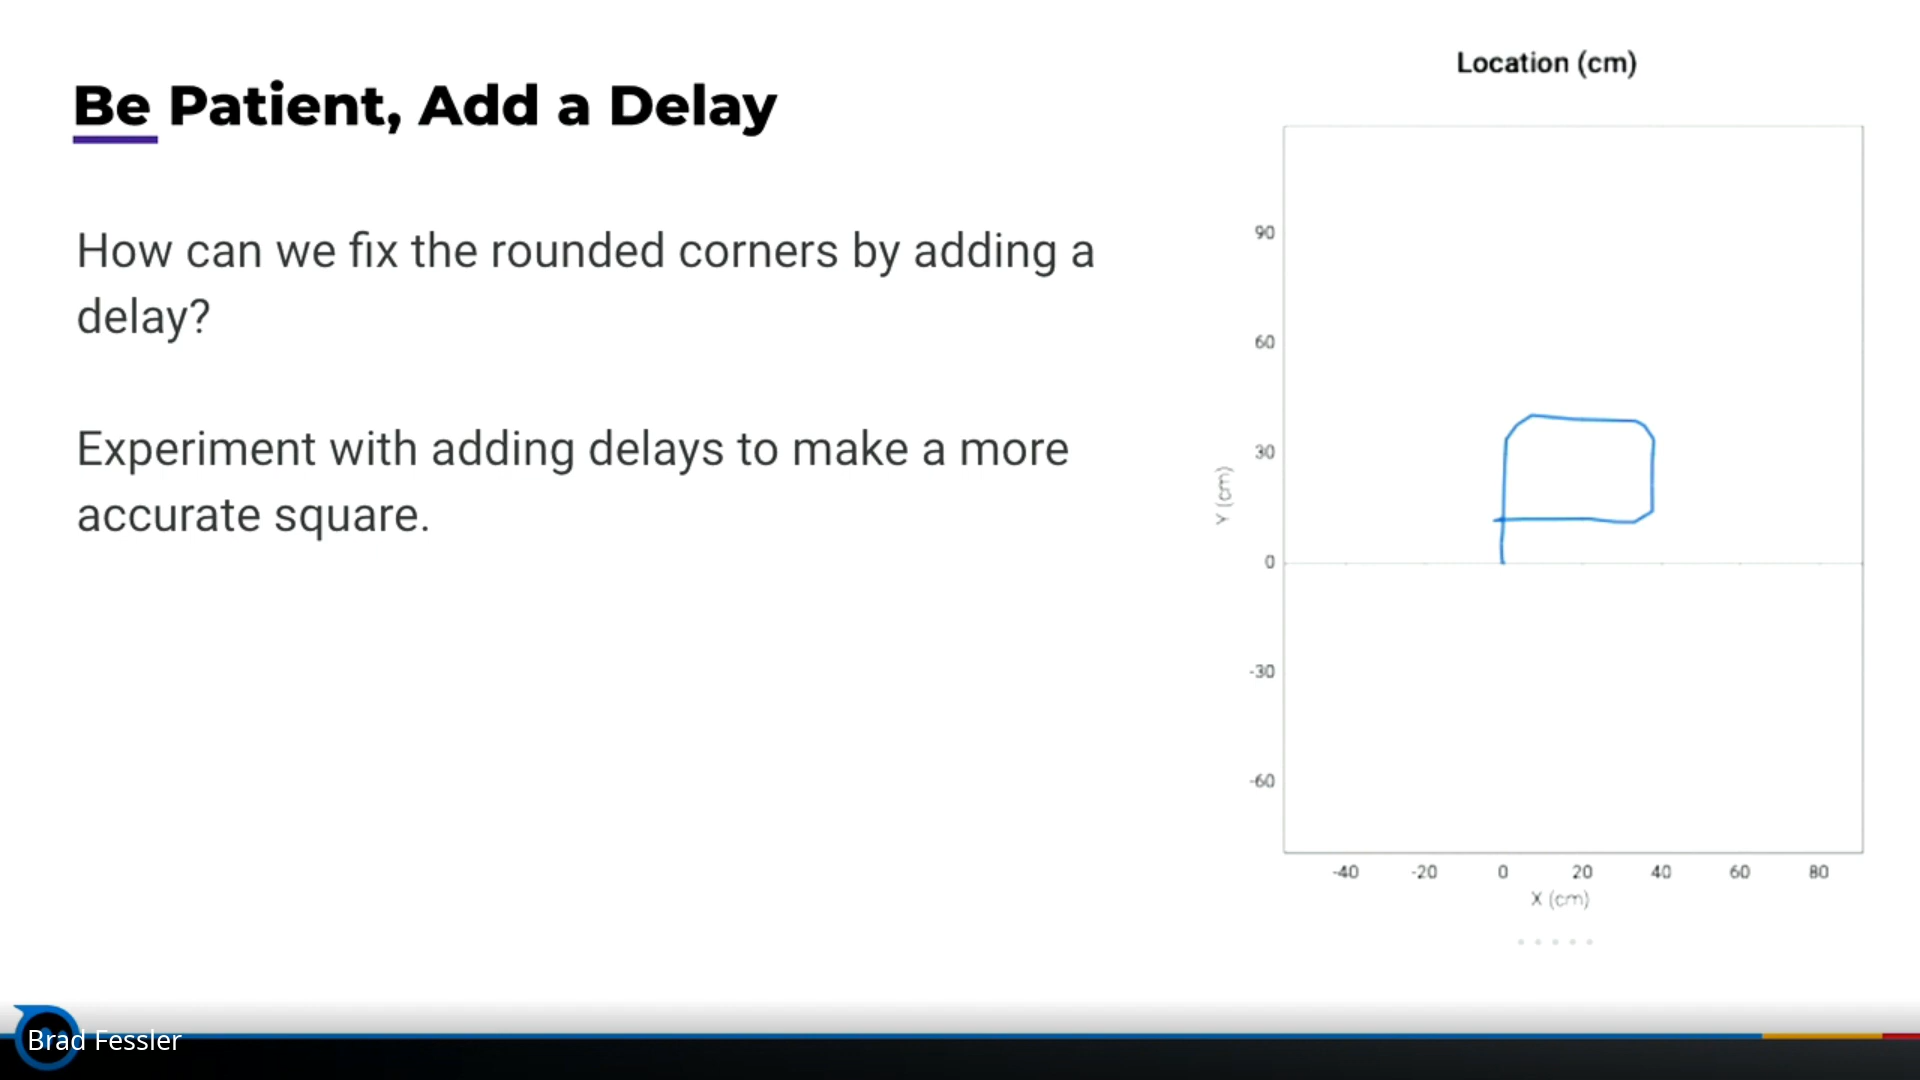 Be Patient, Add a Delay
How can we fix the rounded corners by adding a
delay?
Experiment with adding delays to make a more
accurate square.
Location (cm)
90
60
30
0
-30
-60
Y (cm)
-40 -20 0 20 40 60 80
X (cm)
Brad Fessler